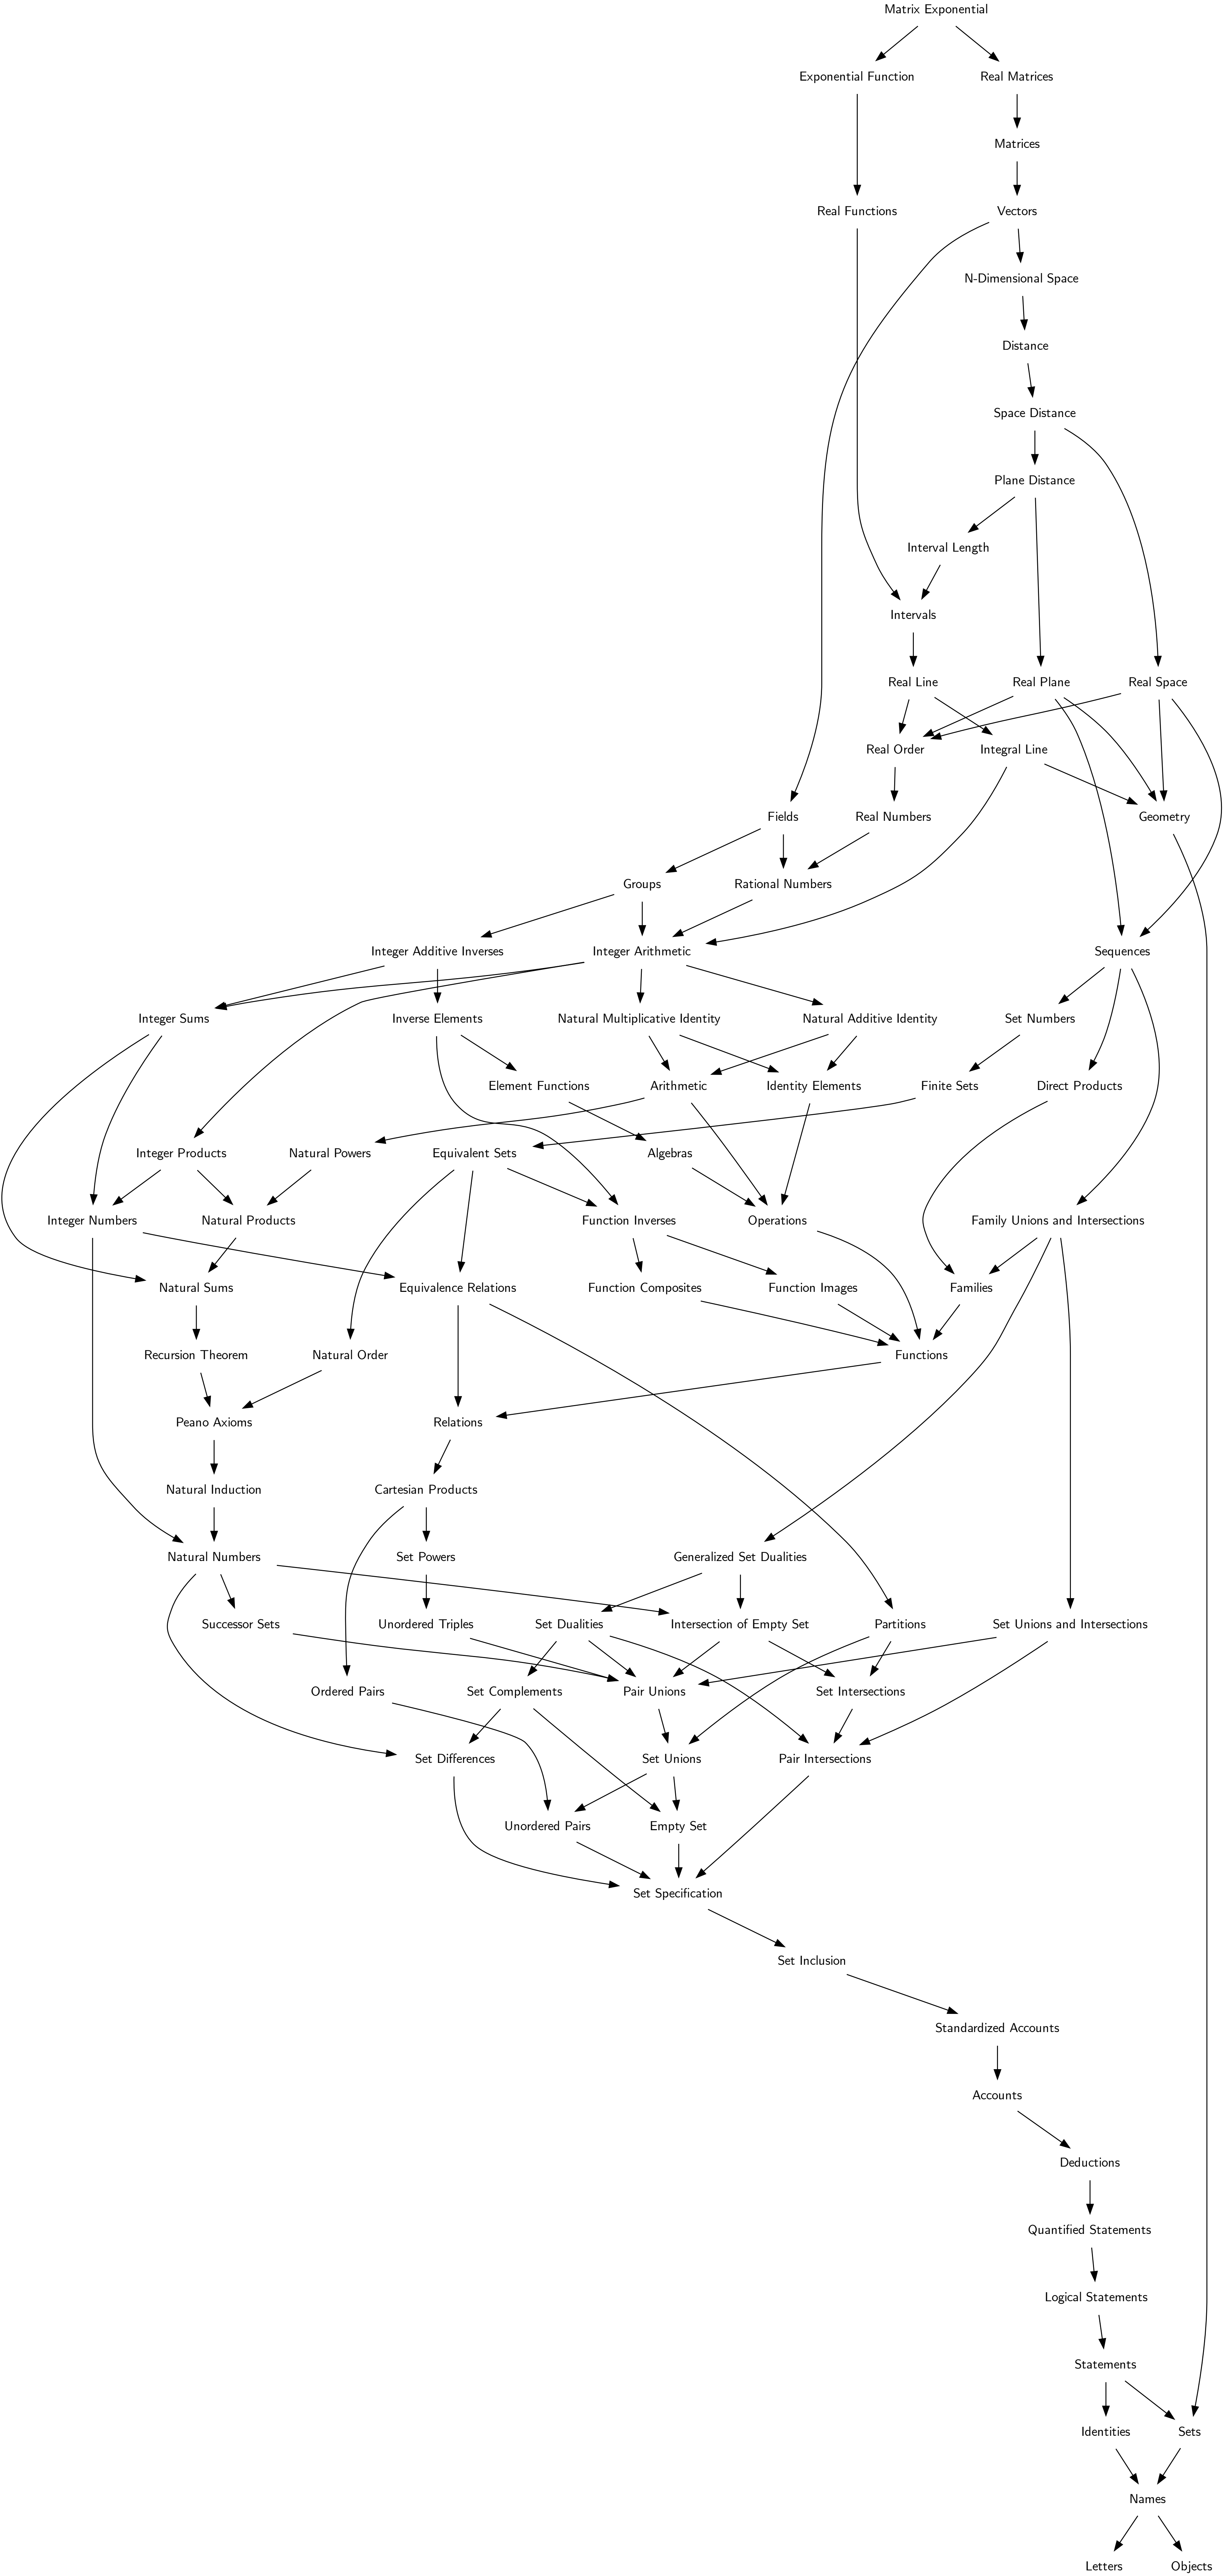 Matrix Exponential
Exponential Function
Real Matrices
Matrices
Real Functions
Vectors
N-Dimensional Space
Distance
Space Distance
Plane Distance
Interval Length
Intervals
Real Line
Real Plane
Real Space
Real Order
Integral Line
Fields
Real Numbers
Geometry
Groups
Rational Numbers
Integer Additive Inverses
Integer Arithmetic
Sequences
Integer Sums
Inverse Elements
Natural Multiplicative Identity
Natural Additive Identity
Set Numbers
Element Functions
Arithmetic
Identity Elements
Finite Sets
Direct Products
Integer Products
Natural Powers
Equivalent Sets
Algebras
Integer Numbers
Natural Products
Function Inverses
Operations
Family Unions and Intersections
Natural Sums
Equivalence Relations
Function Composites
Function Images
Families
Recursion Theorem
Natural Order
Functions
Peano Axioms
Relations
Natural Induction
Cartesian Products
Natural Numbers
Set Powers
Generalized Set Dualities
Successor Sets
Unordered Triples
Set Dualities
Intersection of Empty Set
Partitions
Set Unions and Intersections
Ordered Pairs
Set Complements
Pair Unions
Set Intersections
Set Differences
Set Unions
Pair Intersections
Unordered Pairs
Empty Set
Set Specification
Set Inclusion
Standardized Accounts
Accounts
Deductions
Quantified Statements
Logical Statements
Statements
Identities
Sets
Names
Letters
Objects